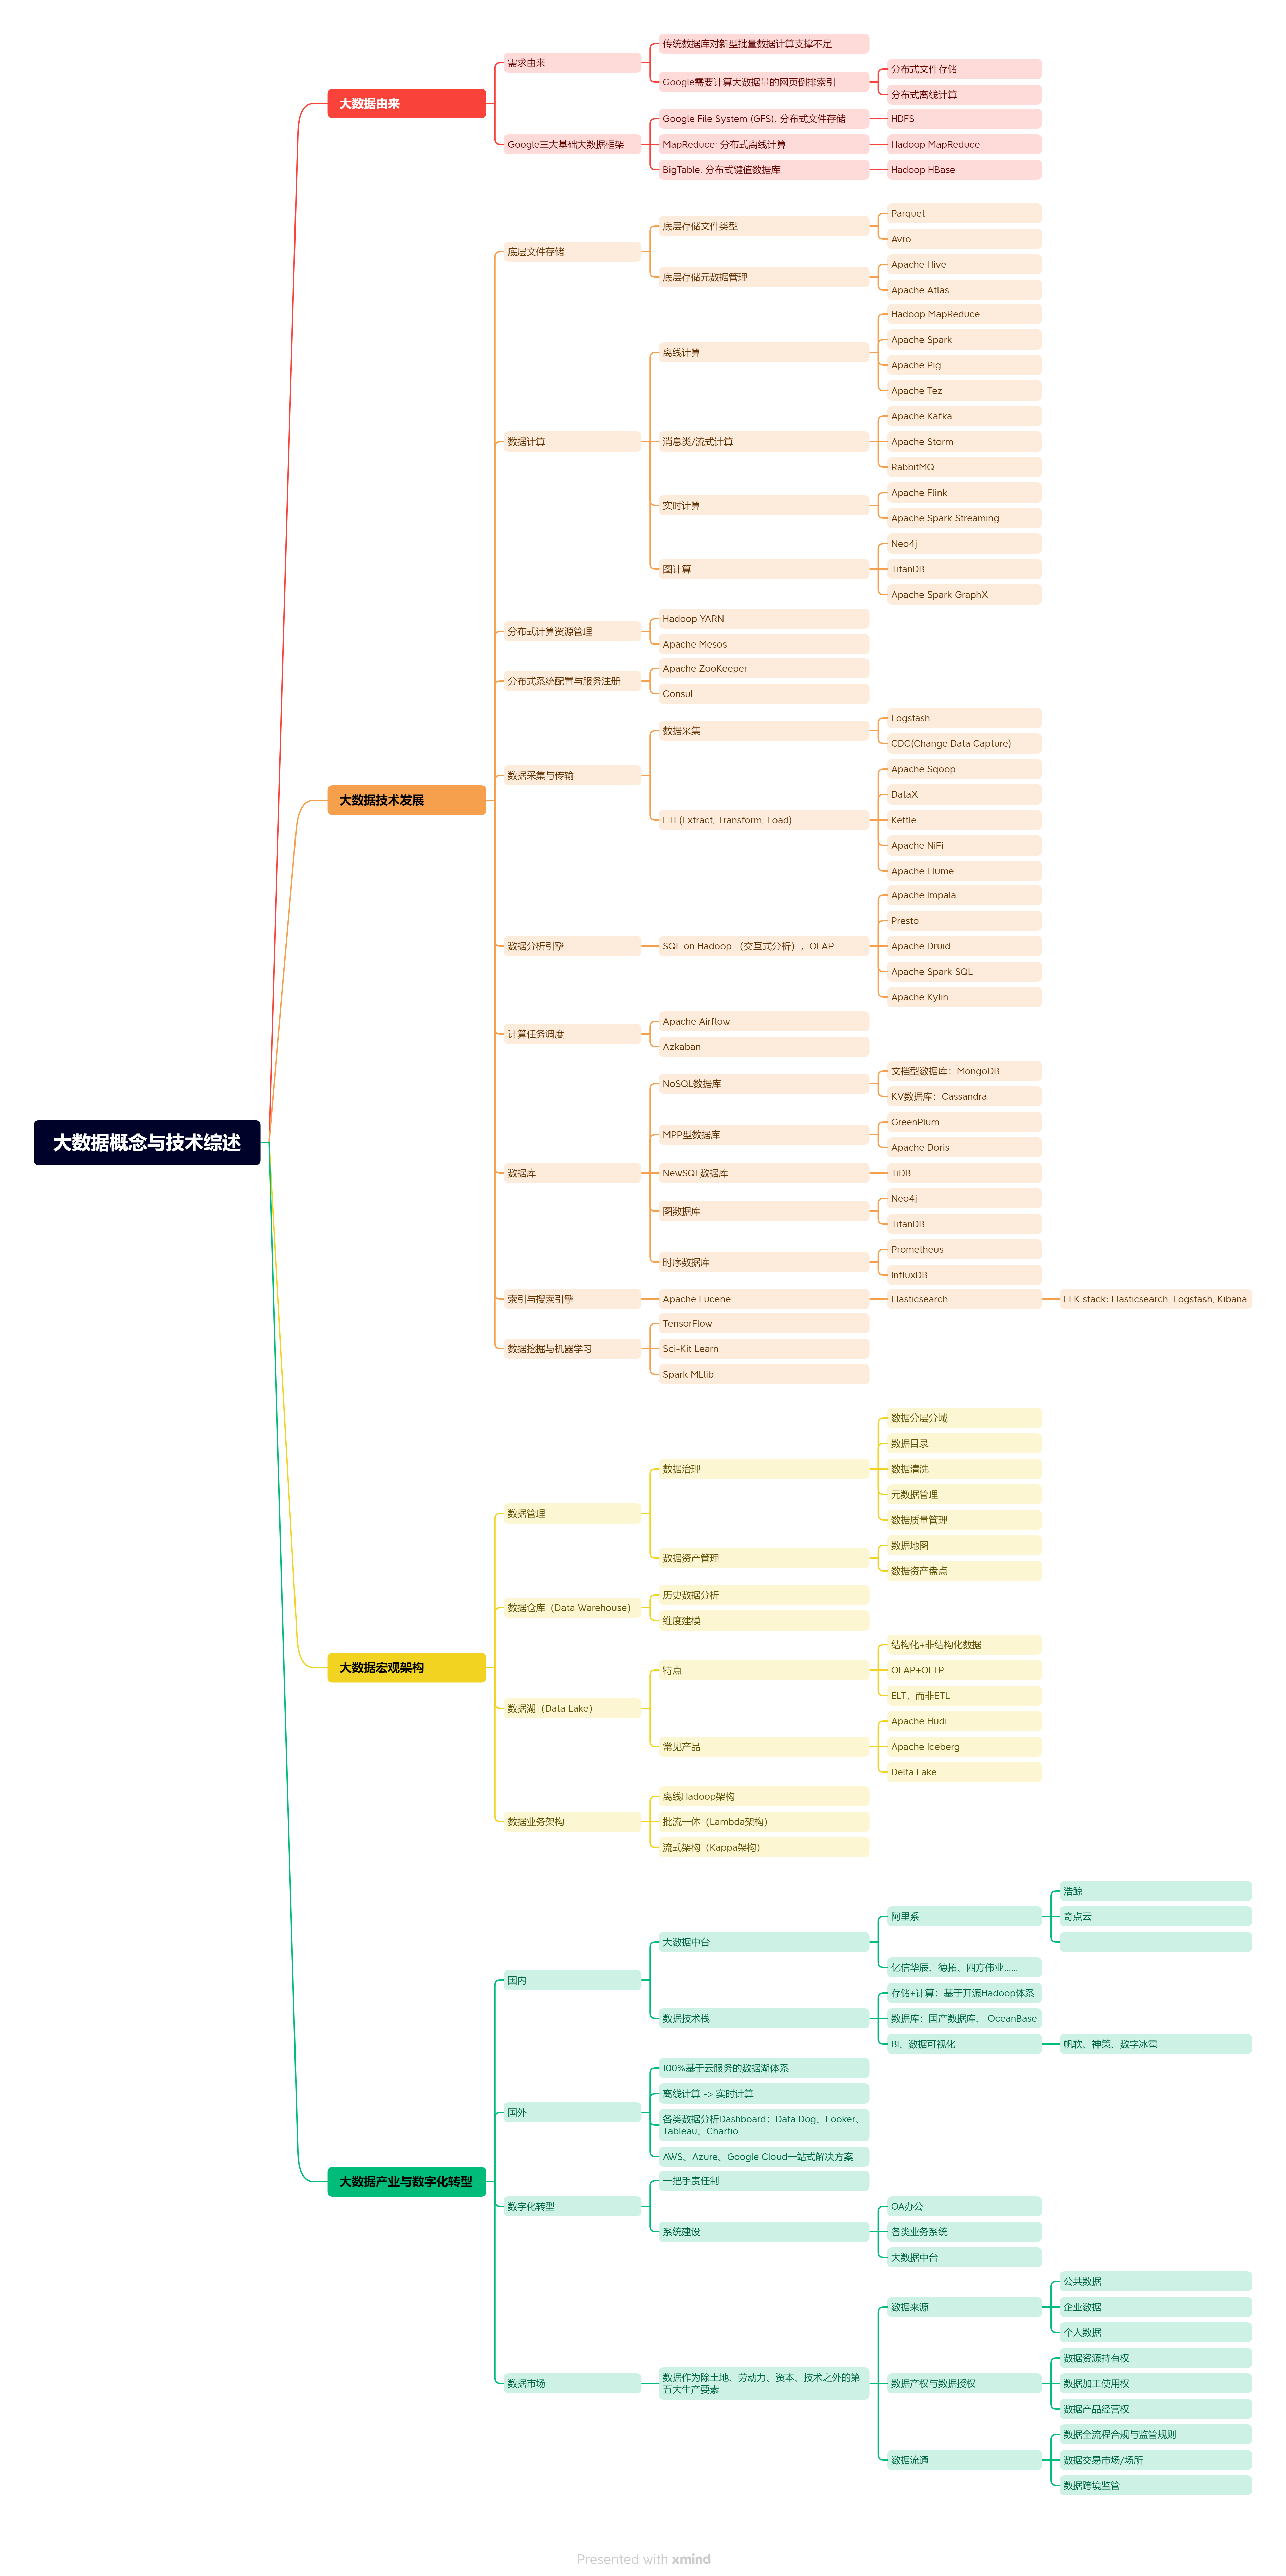 大数据概念与技术综述
大数据由来
需求由来
传统数据库对新型批量数据计算支撑不足
Google需要计算大数据量的网页倒排索引
分布式文件存储
分布式离线计算
Google三大基础大数据框架
Google File System (GFS): 分布式文件存储
HDFS
MapReduce: 分布式离线计算
Hadoop MapReduce
BigTable: 分布式键值数据库
Hadoop HBase
大数据技术发展
底层文件存储
底层存储文件类型
Parquet
Avro
底层存储元数据管理
Apache Hive
Apache Atlas
数据计算
离线计算
Hadoop MapReduce
Apache Spark
Apache Pig
Apache Tez
消息类/流式计算
Apache Kafka
Apache Storm
RabbitMQ
实时计算
Apache Flink
Apache Spark Streaming
图计算
Neo4j
TitanDB
Apache Spark GraphX
分布式计算资源管理
Hadoop YARN
Apache Mesos
分布式系统配置与服务注册
Apache ZooKeeper
Consul
数据采集与传输
数据采集
Logstash
CDC(Change Data Capture)
ETL(Extract, Transform, Load)
Apache Sqoop
DataX
Kettle
Apache NiFi
Apache Flume
数据分析引擎
SQL on Hadoop （交互式分析）, OLAP
Apache Impala
Presto
Apache Druid
Apache Spark SQL
Apache Kylin
计算任务调度
Apache Airflow
Azkaban
数据库
NoSQL数据库
文档型数据库：MongoDB
KV数据库：Cassandra
MPP型数据库
GreenPlum
Apache Doris
NewSQL数据库
TiDB
图数据库
Neo4j
TitanDB
时序数据库
Prometheus
InfluxDB
索引与搜索引擎
Apache Lucene
Elasticsearch
ELK stack: Elasticsearch, Logstash, Kibana
数据挖掘与机器学习
TensorFlow
Sci-Kit Learn
Spark MLlib
大数据宏观架构
数据管理
数据治理
数据分层分域
数据目录
数据清洗
元数据管理
数据质量管理
数据资产管理
数据地图
数据资产盘点
数据仓库（Data Warehouse）
历史数据分析
维度建模
数据湖（Data Lake）
特点
结构化+非结构化数据
OLAP+OLTP
ELT，而非ETL
常见产品
Apache Hudi
Apache Iceberg
Delta Lake
数据业务架构
离线Hadoop架构
批流一体（Lambda架构）
流式架构（Kappa架构）
大数据产业与数字化转型
国内
大数据中台
阿里系
浩鲸
奇点云
......
亿信华辰、德拓、四方伟业......
数据技术栈
存储+计算：基于开源Hadoop体系
数据库：国产数据库、 OceanBase
BI、数据可视化
帆软、神策、数字冰雹......
国外
100%基于云服务的数据湖体系
离线计算 -> 实时计算
各类数据分析Dashboard：Data Dog、Looker、
Tableau、Chartio
AWS、Azure、Google Cloud一站式解决方案
数字化转型
一把手责任制
系统建设
OA办公
各类业务系统
大数据中台
数据市场
数据作为除土地、劳动力、资本、技术之外的第
五大生产要素
数据来源
公共数据
企业数据
个人数据
数据产权与数据授权
数据资源持有权
数据加工使用权
数据产品经营权
数据流通
数据全流程合规与监管规则
数据交易市场/场所
数据跨境监管
Presented with xmind